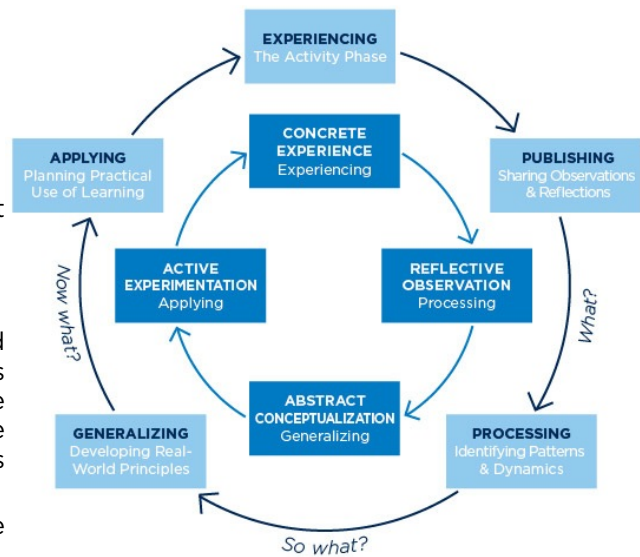 EXPERIENCING
The Activity Phase
CONCRETE
EXPERIENCE
Experiencing
APPLYING
Planning Practical
Use of Learning
PUBLISHING
Sharing Observations
& Reflections
t
ACTIVE
EXPERIMENTATION
Applying
REFLECTIVE
OBSERVATION
Processing
Now what?
What?
d
s
e
e
s
ABSTRACT
CONCEPTUALIZATION
Generalizing
GENERALIZING
Developing Real-
World Principles
PROCESSING
Identifying Patterns
& Dynamics
e
So what?